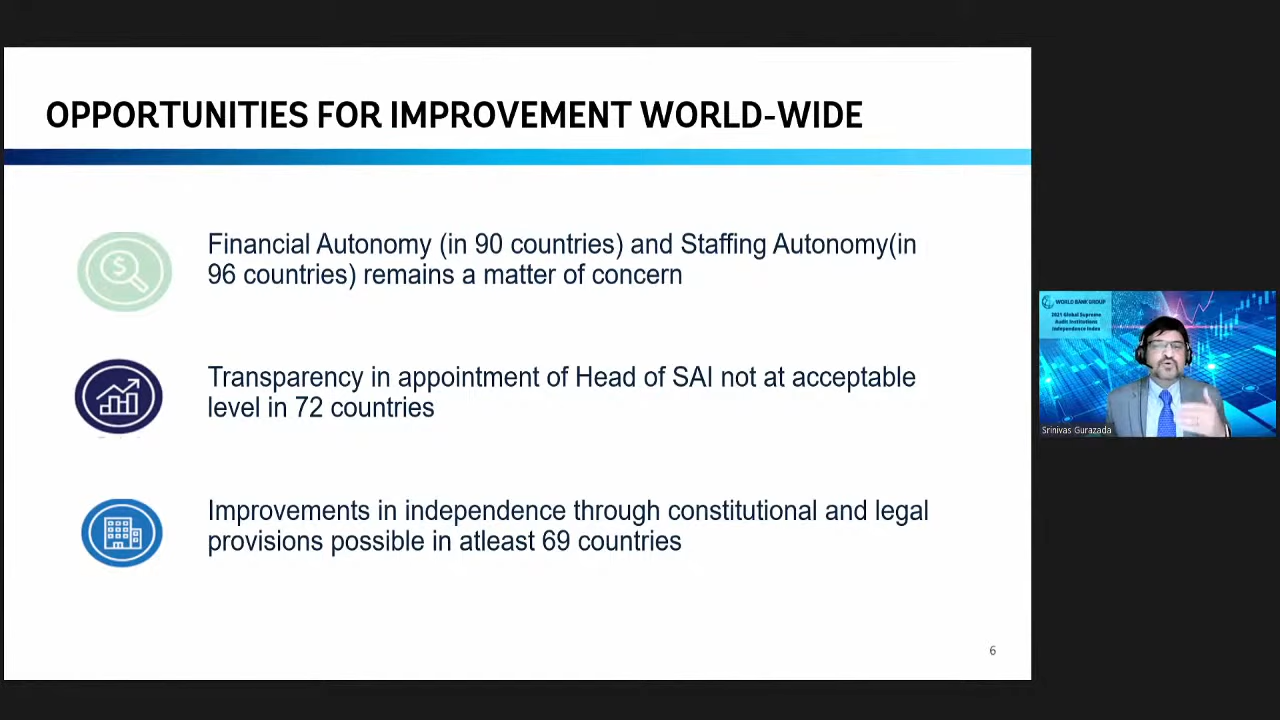 OPPORTUNITIES FOR IMPROVEMENT WORLD-WIDE
Financial Autonomy (in 90 countries) and Staffing Autonomy(in
96 countries) remains a matter of concern
Transparency in appointment of Head of SAI not at acceptable
level in 72 countries
Improvements in independence through constitutional and legal
provisions possible in atleast 69 countries
6
WORLD BANK GROUP
2021 Global Supreme
Audit Institutions
Independence Index
Srinivas Gurazada